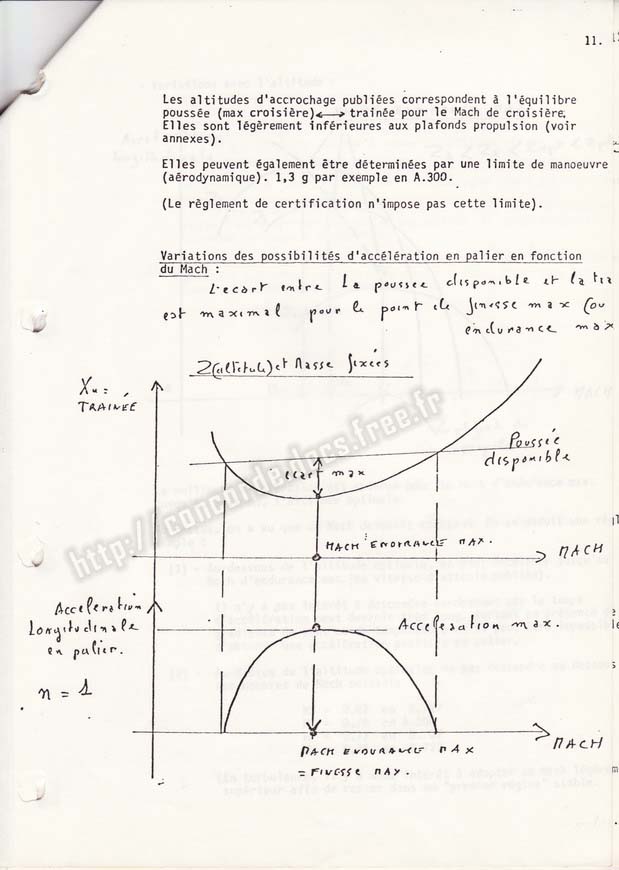 11.
Les altitudes d'accrochage publiées correspondent à l'équilibre
poussée (max croisière)<--> trainée pour le Mach de croisière.
Elles sont légèrement inférieures aux plafonds propulsion (voir
annexes).
Elles peuvent également être déterminées par une limite de manoeuvre
(aérodynamique). 1,3 g par exemple en A.300.
(Le règlement de certification n'impose pas cette limite).
Variations des possibilités d'accélération en palier en fonction
du Mach :
L'ecart entre La poussee disponible et la tra
est maximal pour le point de finesse max (ou
endurance max
Z(altitude) et Masse fixées
Xu =
TRAINÉE
Poussée
disponible
ecart max
MACH ENDURANCE MAX.
MACH
Acceleration
Longitudinale
en palier.
Acceleration max.
n = 1
MACH
MACH ENDURANCE MAX
= FINESSE MAX.
http://concordedocs.free.fr